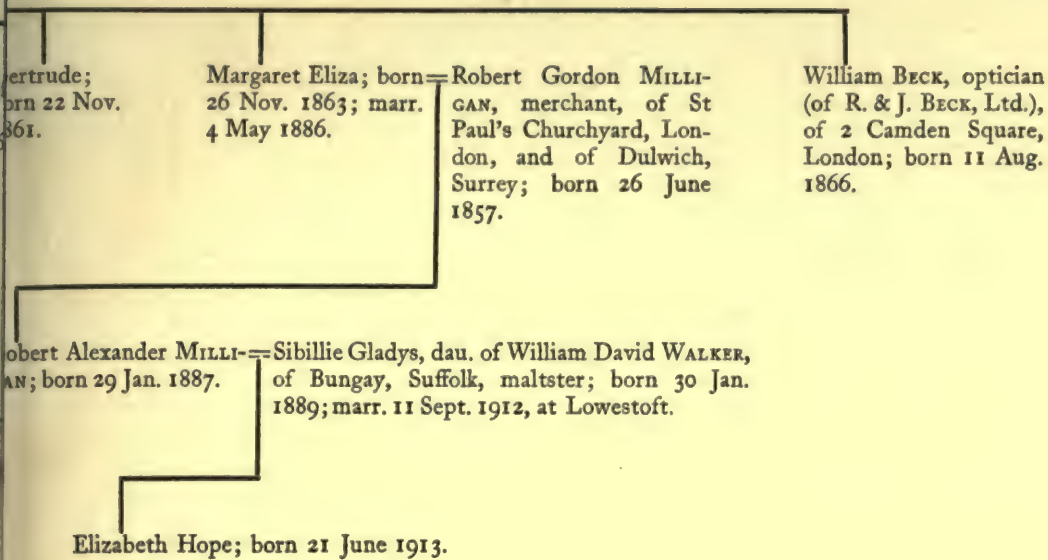 ertrude;
orn 22 Nov.
861.
Margaret Eliza; born=
26 Nov. 1863; marr.
4 May 1886.
Robert Gordon MILLI-
GAN, merchant, of St
Paul's Churchyard, Lon-
don, and of Dulwich,
Surrey; born 26 June
1857.
William BECK, optician
(of R. & J. BECK, Ltd.),
of 2 Camden Square,
London; born 11 Aug.
1866.
obert Alexander MILLI-=
AN; born 29 Jan. 1887.
Sibillie Gladys, dau. of William David WALKER,
of Bungay, Suffolk, maltster; born 30 Jan.
1889; marr. 11 Sept. 1912, at Lowestoft.
Elizabeth Hope; born 21 June 1913.